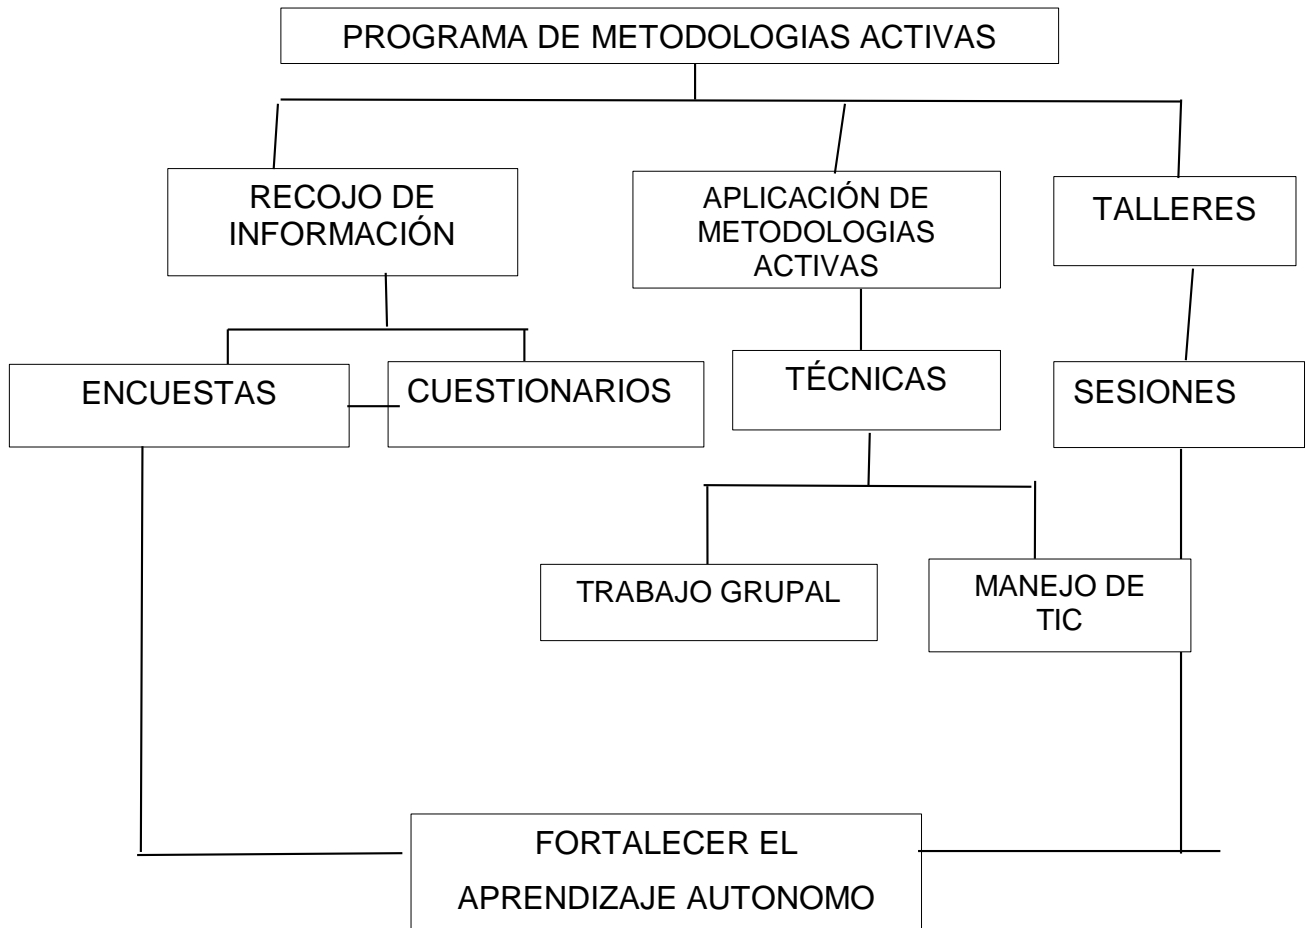 PROGRAMA DE METODOLOGIAS ACTIVAS
RECOJO DE
INFORMACIÓN
APLICACIÓN DE
METODOLOGIAS
ACTIVAS
TALLERES
ENCUESTAS
CUESTIONARIOS
TÉCNICAS
SESIONES
TRABAJO GRUPAL
MANEJO DE
TIC
FORTALECER EL
APRENDIZAJE AUTONOMO